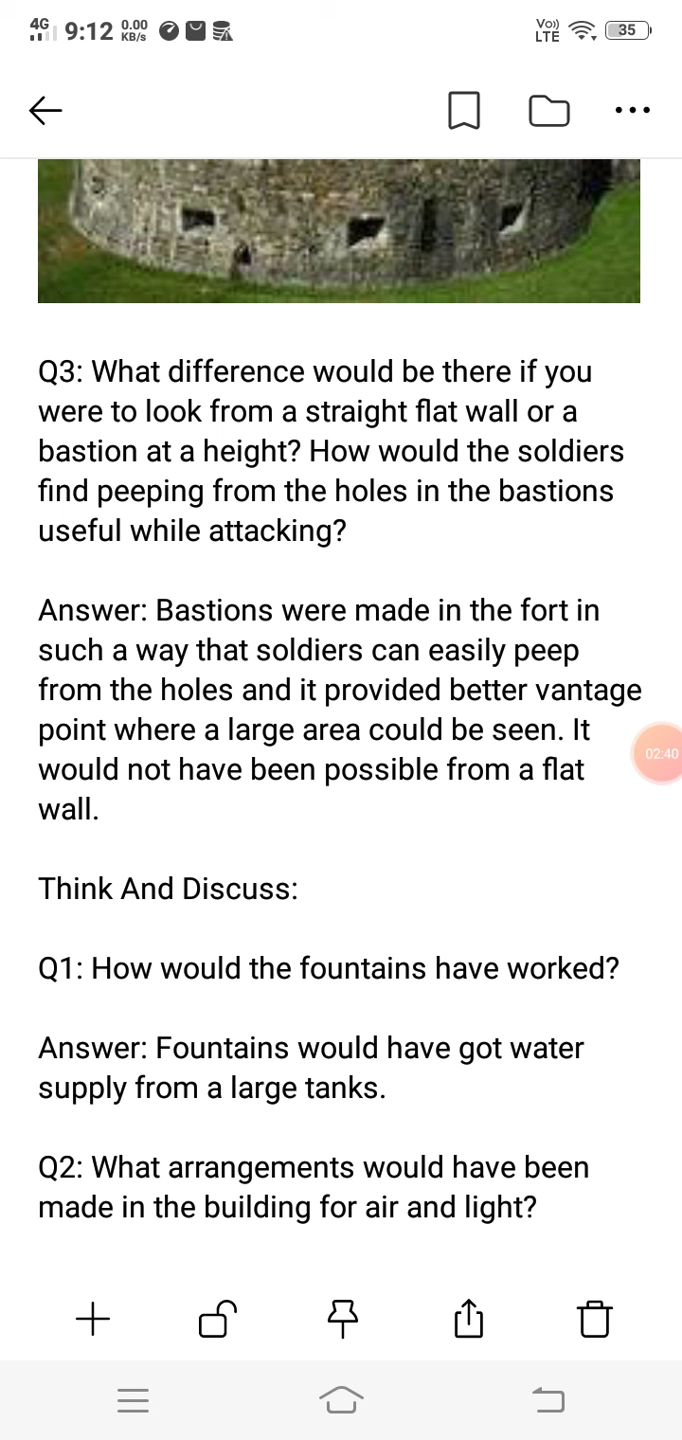 4G 9:12 0.00 KB/s Vo)) LTE 35
Q3: What difference would be there if you
were to look from a straight flat wall or a
bastion at a height? How would the soldiers
find peeping from the holes in the bastions
useful while attacking?
Answer: Bastions were made in the fort in
such a way that soldiers can easily peep
from the holes and it provided better vantage
point where a large area could be seen. It
would not have been possible from a flat
wall.
02:40
Think And Discuss:
Q1: How would the fountains have worked?
Answer: Fountains would have got water
supply from a large tanks.
Q2: What arrangements would have been
made in the building for air and light?